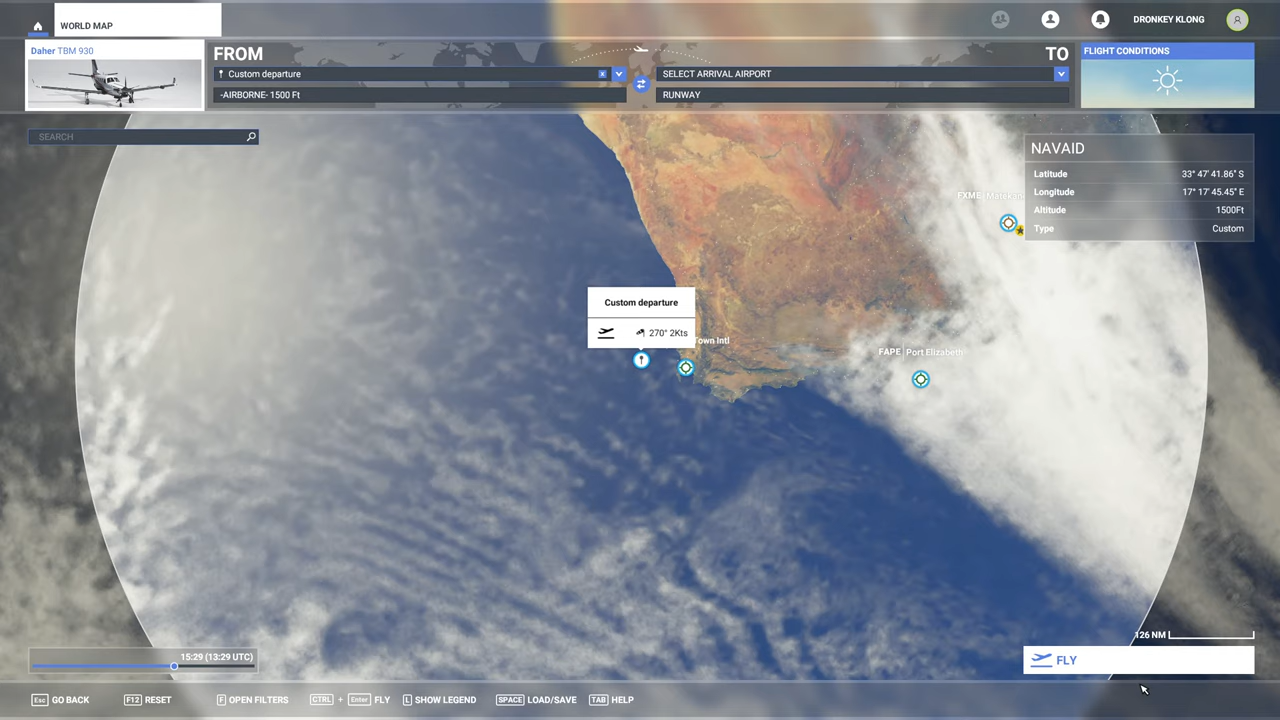 WORLD MAP
DRONKEY KLONG
Daher TBM 930
FROM
TO
FLIGHT CONDITIONS
Custom departure
x
SELECT ARRIVAL AIRPORT
-AIRBORNE- 1500 Ft
RUNWAY
SEARCH
NAVAID
Latitude 33° 47' 41.86" S
Longitude 17° 17' 45.45" E
Altitude 1500Ft
Type Custom
FXME
Custom departure
270° 2Kts
Town Intl
FAPE Port Elizabeth
126 NM
15:29 (13:29 UTC)
FLY
Esc GO BACK
F12 RESET
F OPEN FILTERS
CTRL + Enter FLY
L SHOW LEGEND
SPACE LOAD/SAVE
TAB HELP